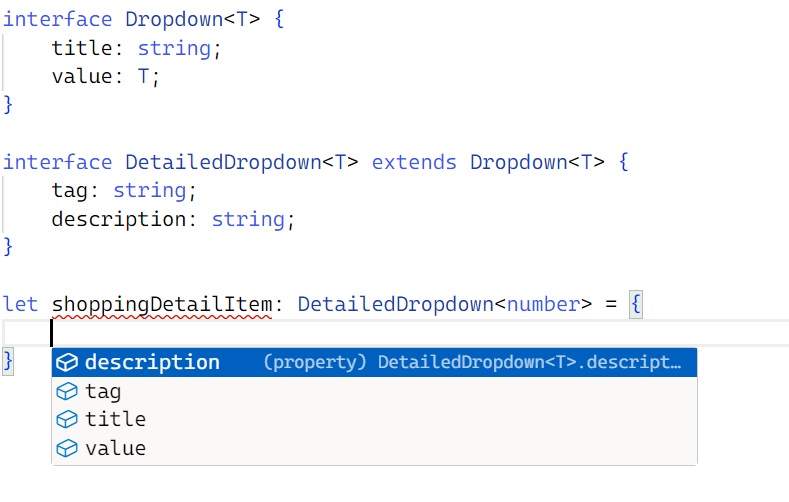 interface Dropdown<T> {
title: string;
value: T;
}
interface DetailedDropdown<T> extends Dropdown<T> {
tag: string;
description: string;
}
let shoppingDetailItem: DetailedDropdown<number> = {
}
description (property) DetailedDropdown<T>.descript…
tag
title
value